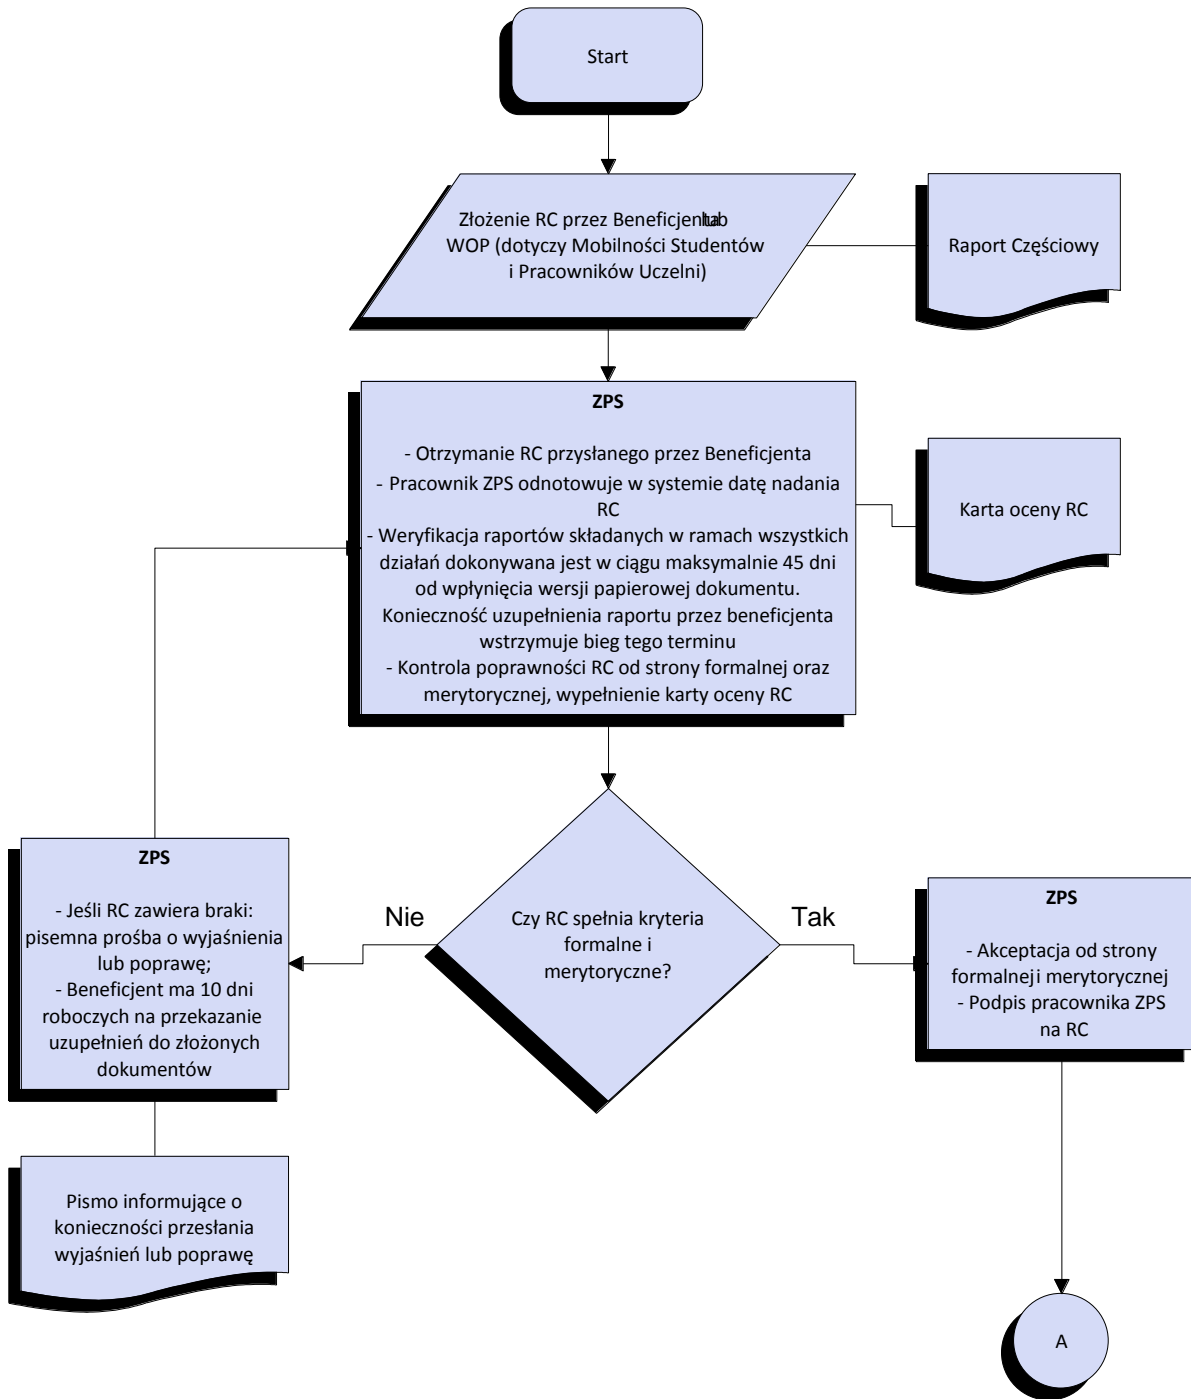 Start
Złożenie RC przez Beneficjenta lub
WOP (dotyczy Mobilności Studentów
i Pracowników Uczelni)
Raport Częściowy
ZPS
- Otrzymanie RC przysłanego przez Beneficjenta
- Pracownik ZPS odnotowuje w systemie datę nadania
RC
- Weryfikacja raportów składanych w ramach wszystkich
działań dokonywana jest w ciągu maksymalnie 45 dni
od wpłynięcia wersji papierowej dokumentu.
Konieczność uzupełnienia raportu przez beneficjenta
wstrzymuje bieg tego terminu
- Kontrola poprawności RC od strony formalnej oraz
merytorycznej, wypełnienie karty oceny RC
Karta oceny RC
Czy RC spełnia kryteria
formalne i
merytoryczne?
Nie
Tak
ZPS
- Jeśli RC zawiera braki:
pisemna prośba o wyjaśnienia
lub poprawę;
- Beneficjent ma 10 dni
roboczych na przekazanie
uzupełnień do złożonych
dokumentów
Pismo informujące o
konieczności przesłania
wyjaśnień lub poprawę
ZPS
- Akceptacja od strony
formalnej i merytorycznej
- Podpis pracownika ZPS
na RC
A